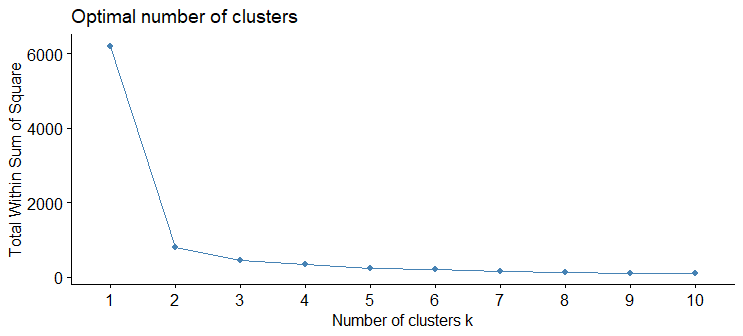 Optimal number of clusters
Total Within Sum of Square
6000
4000
2000
0
1 2 3 4 5 6 7 8 9 10
Number of clusters k